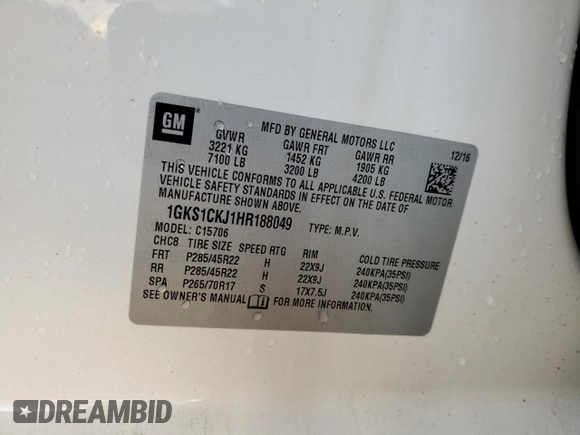 GM
MFD BY GENERAL MOTORS LLC
12/16
GVWR GAWR FRT GAWR RR
3221 KG 1452 KG 1905 KG
7100 LB 3200 LB 4200 LB
THIS VEHICLE CONFORMS TO ALL APPLICABLE U.S. FEDERAL MOTOR
VEHICLE SAFETY STANDARDS IN EFFECT ON THE DATE OF
MANUFACTURE SHOWN ABOVE.
1GKS1CKJ1HR188049 TYPE: M.P.V.
MODEL: C15706
CHC8 TIRE SIZE SPEED RTG RIM COLD TIRE PRESSURE
FRT P285/45R22 H 22X9J 240KPA(35PSI)
RR P285/45R22 H 22X9J 240KPA(35PSI)
SPA P265/70R17 S 17X7.5J 240KPA(35PSI)
SEE OWNER'S MANUAL FOR MORE INFORMATION.
DREAMBID